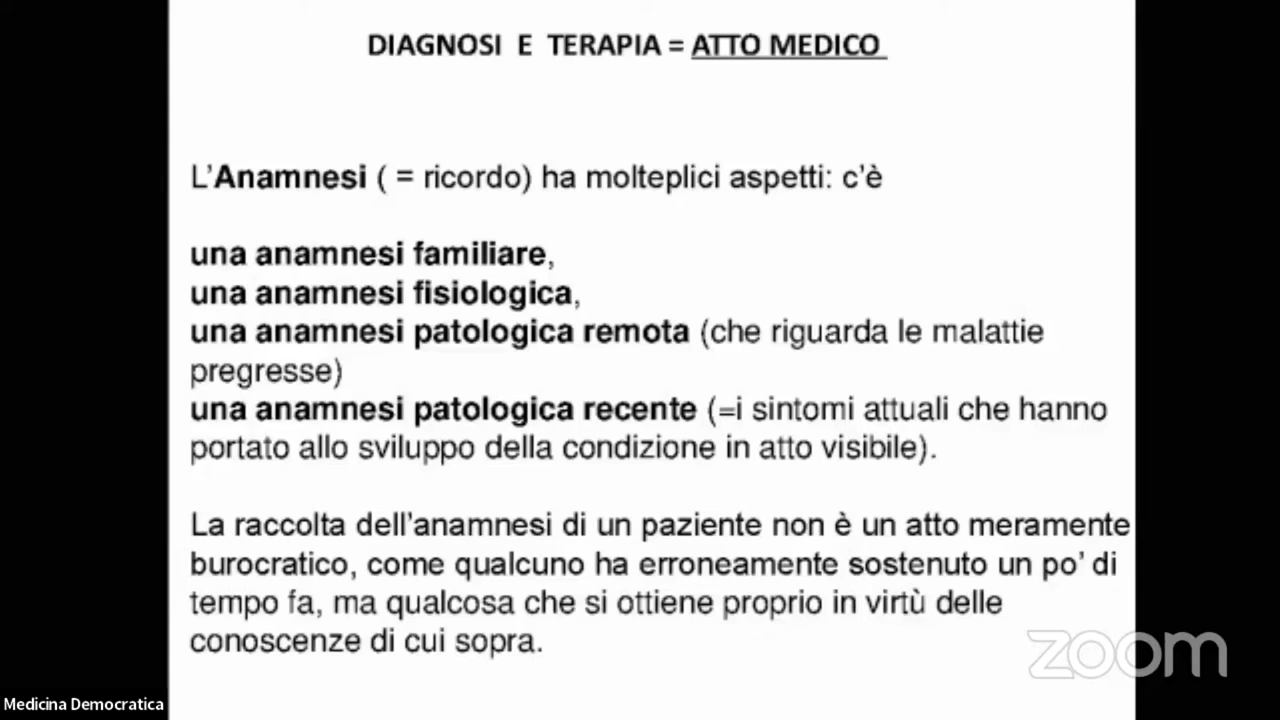 DIAGNOSI E TERAPIA = ATTO MEDICO
L'Anamnesi ( = ricordo) ha molteplici aspetti: c'è
una anamnesi familiare,
una anamnesi fisiologica,
una anamnesi patologica remota (che riguarda le malattie
pregresse)
una anamnesi patologica recente (=i sintomi attuali che hanno
portato allo sviluppo della condizione in atto visibile).
La raccolta dell'anamnesi di un paziente non è un atto meramente
burocratico, come qualcuno ha erroneamente sostenuto un po' di
tempo fa, ma qualcosa che si ottiene proprio in virtù delle
conoscenze di cui sopra.
zoom
Medicina Democratica